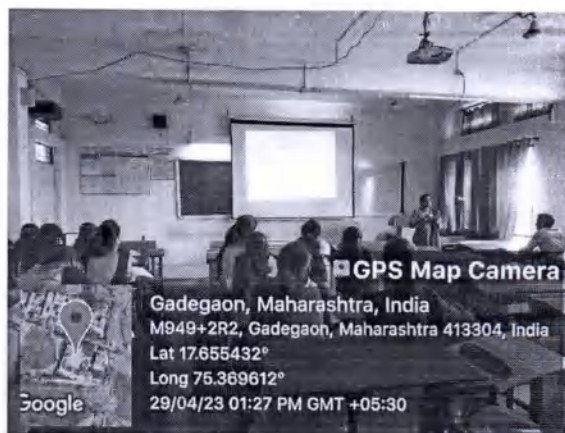 GPS Map Camera
Gadegaon, Maharashtra, India
M949+2R2, Gadegaon, Maharashtra 413304, India
Lat 17.655432°
Long 75.369612°
29/04/23 01:27 PM GMT +05:30
Google